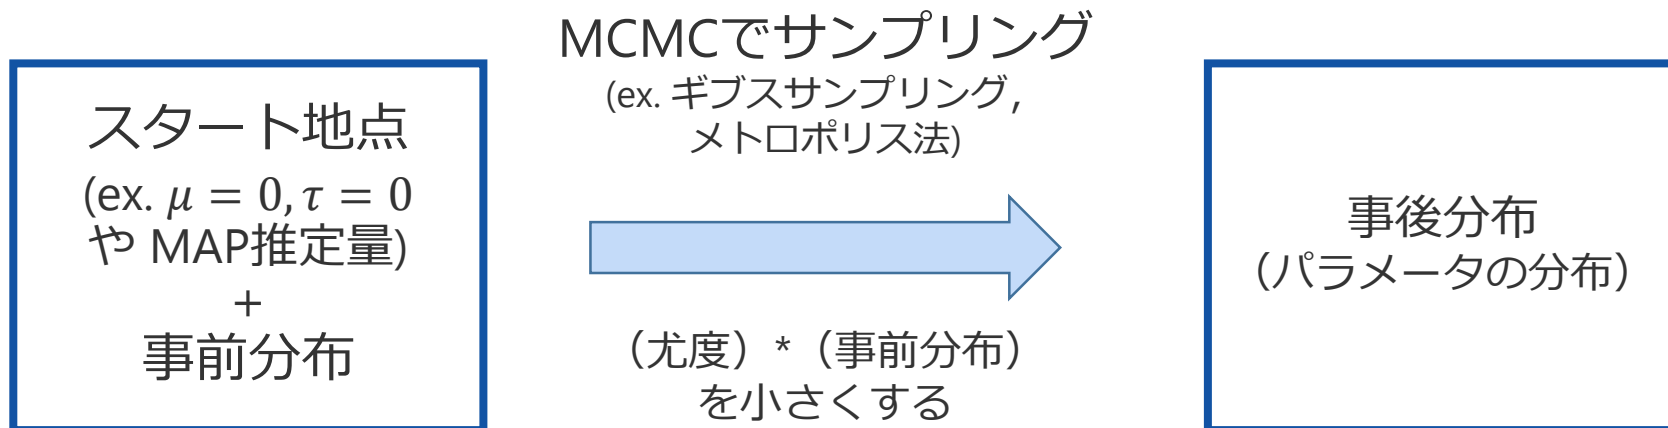 スタート地点
(ex. 𝜇 = 0, 𝜏 = 0
や MAP推定量)
+
事前分布
MCMCでサンプリング
(ex. ギブスサンプリング,
メトロポリス法)
（尤度）*（事前分布）
を小さくする
事後分布
（パラメータの分布）